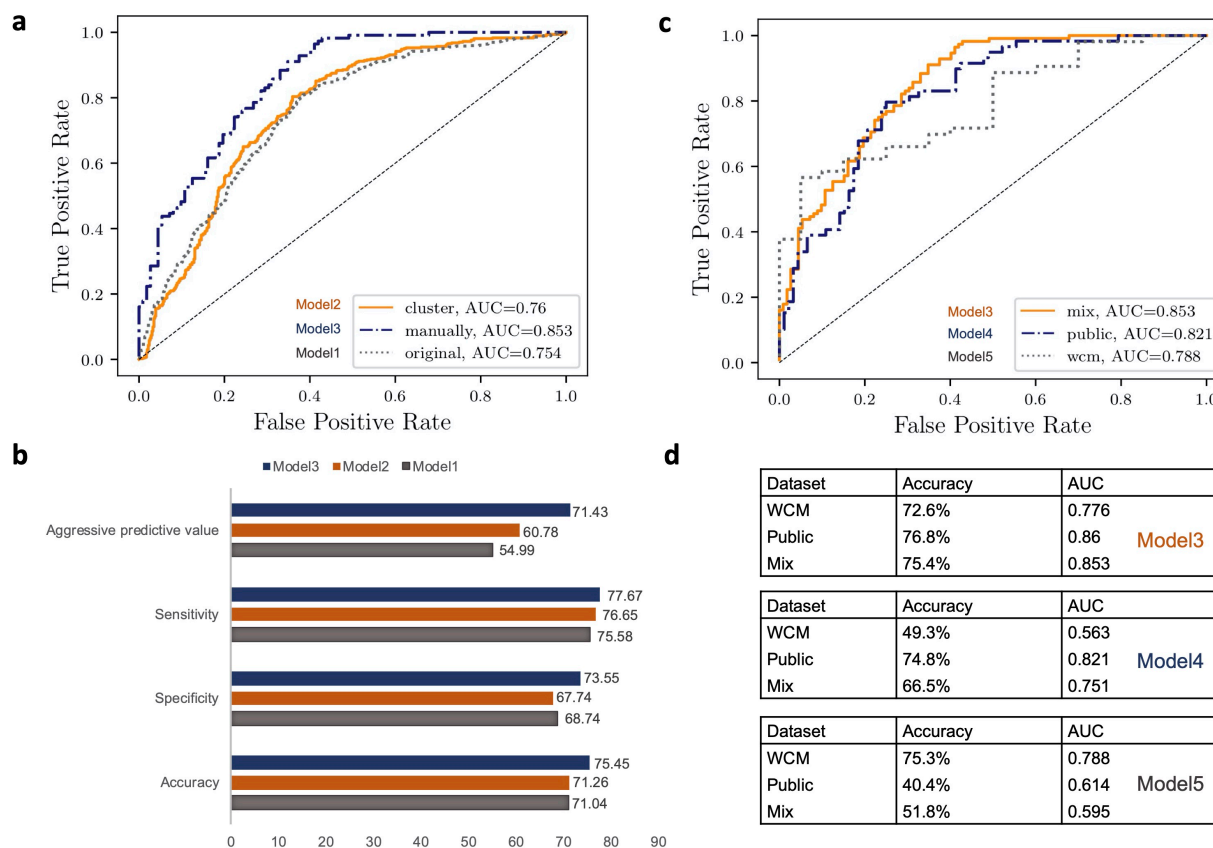 a
1.0
0.8
0.6
0.4
0.2
0.0
True Positive Rate
Model2 cluster, AUC=0.76
Model3 manually, AUC=0.853
Model1 original, AUC=0.754
0.0 0.2 0.4 0.6 0.8 1.0
False Positive Rate
c
1.0
0.8
0.6
0.4
0.2
0.0
True Positive Rate
Model3 mix, AUC=0.853
Model4 public, AUC=0.821
Model5 wcm, AUC=0.788
0.0 0.2 0.4 0.6 0.8 1.0
False Positive Rate
b
Model3 Model2 Model1
Aggressive predictive value
71.43
60.78
54.99
Sensitivity
77.67
76.65
75.58
Specificity
73.55
67.74
68.74
Accuracy
75.45
71.26
71.04
0 10 20 30 40 50 60 70 80 90
d
Dataset Accuracy AUC
WCM 72.6% 0.776
Public 76.8% 0.86
Mix 75.4% 0.853
Model3
Dataset Accuracy AUC
WCM 49.3% 0.563
Public 74.8% 0.821
Mix 66.5% 0.751
Model4
Dataset Accuracy AUC
WCM 75.3% 0.788
Public 40.4% 0.614
Mix 51.8% 0.595
Model5